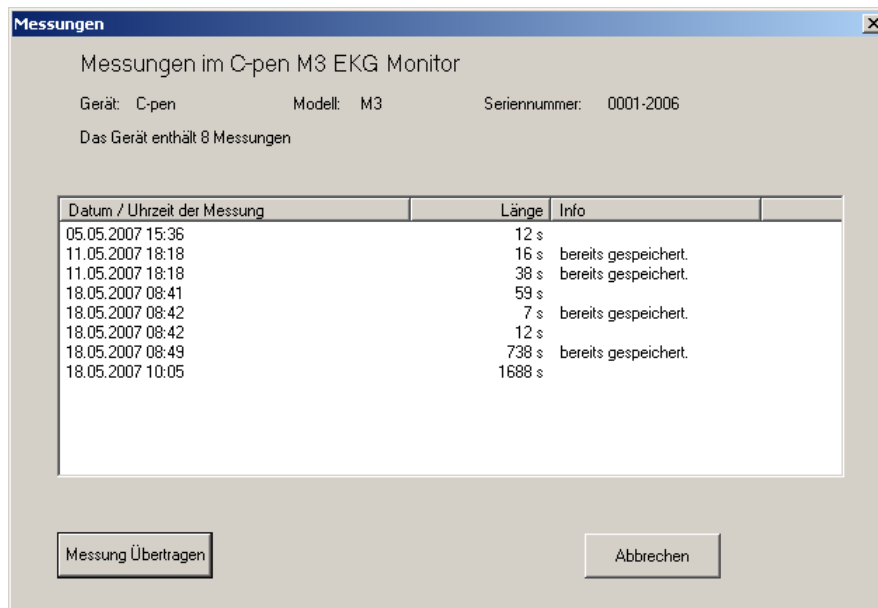 Messungen
Messungen im C-pen M3 EKG Monitor
Gerät: C-pen Modell: M3 Seriennummer: 0001-2006
Das Gerät enthält 8 Messungen
Datum / Uhrzeit der Messung Länge Info
05.05.2007 15:36 12 s
11.05.2007 18:18 16 s bereits gespeichert.
11.05.2007 18:18 38 s bereits gespeichert.
18.05.2007 08:41 59 s
18.05.2007 08:42 7 s bereits gespeichert.
18.05.2007 08:42 12 s
18.05.2007 08:49 738 s bereits gespeichert.
18.05.2007 10:05 1688 s
Messung Übertragen Abbrechen